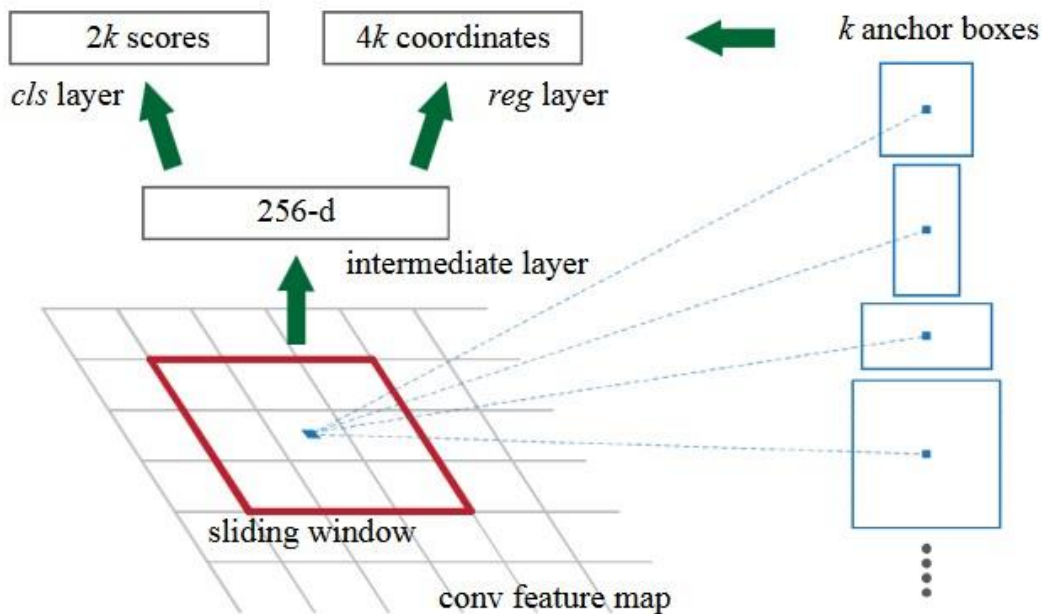 2k scores
4k coordinates
k anchor boxes
cls layer
reg layer
256-d
intermediate layer
sliding window
conv feature map